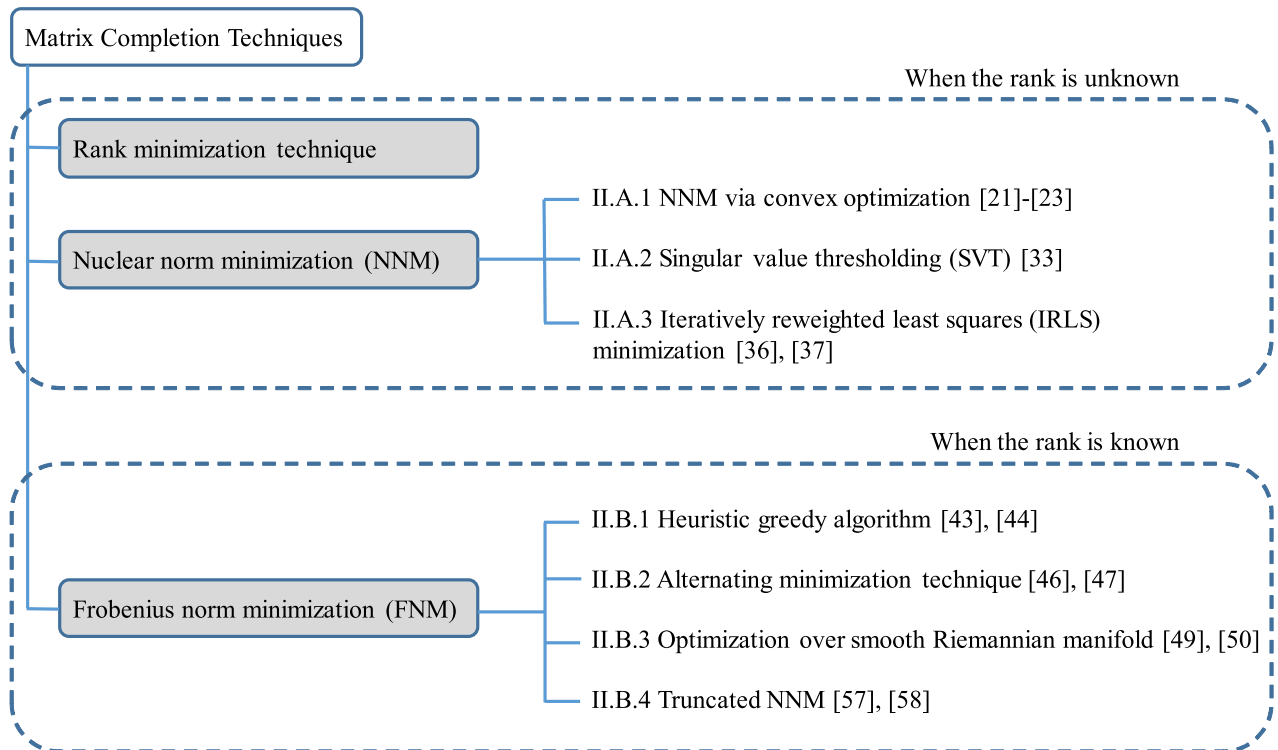 Matrix Completion Techniques
When the rank is unknown
Rank minimization technique
Nuclear norm minimization (NNM)
II.A.1 NNM via convex optimization [21]-[23]
II.A.2 Singular value thresholding (SVT) [33]
II.A.3 Iteratively reweighted least squares (IRLS)
minimization [36], [37]
When the rank is known
Frobenius norm minimization (FNM)
II.B.1 Heuristic greedy algorithm [43], [44]
II.B.2 Alternating minimization technique [46], [47]
II.B.3 Optimization over smooth Riemannian manifold [49], [50]
II.B.4 Truncated NNM [57], [58]